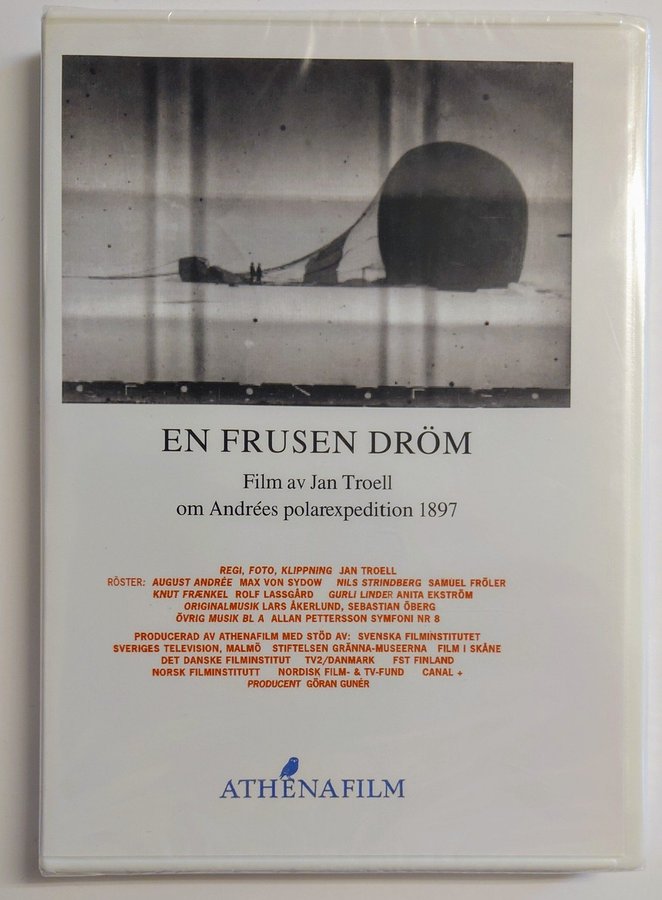 EN FRUSEN DRÖM
Film av Jan Troell
om Andrées polarexpedition 1897
REGI, FOTO, KLIPPNING JAN TROELL
RÖSTER: AUGUST ANDRÉE MAX VON SYDOW NILS STRINDBERG SAMUEL FRÖLER
KNUT FRÆNKEL ROLF LASSGÅRD GURLI LINDER ANITA EKSTRÖM
ORIGINALMUSIK LARS ÅKERLUND, SEBASTIAN ÖBERG
ÖVRIG MUSIK BL A ALLAN PETTERSSON SYMFONI NR 8
PRODUCERAD AV ATHENAFILM MED STÖD AV: SVENSKA FILMINSTITUTET
SVERIGES TELEVISION, MALMÖ STIFTELSEN GRÄNNA-MUSEERNA FILM I SKÅNE
DET DANSKE FILMINSTITUT TV2/DANMARK FST FINLAND
NORSK FILMINSTITUTT NORDISK FILM- & TV-FUND CANAL +
PRODUCENT GÖRAN GUNÉR
ATHENAFILM